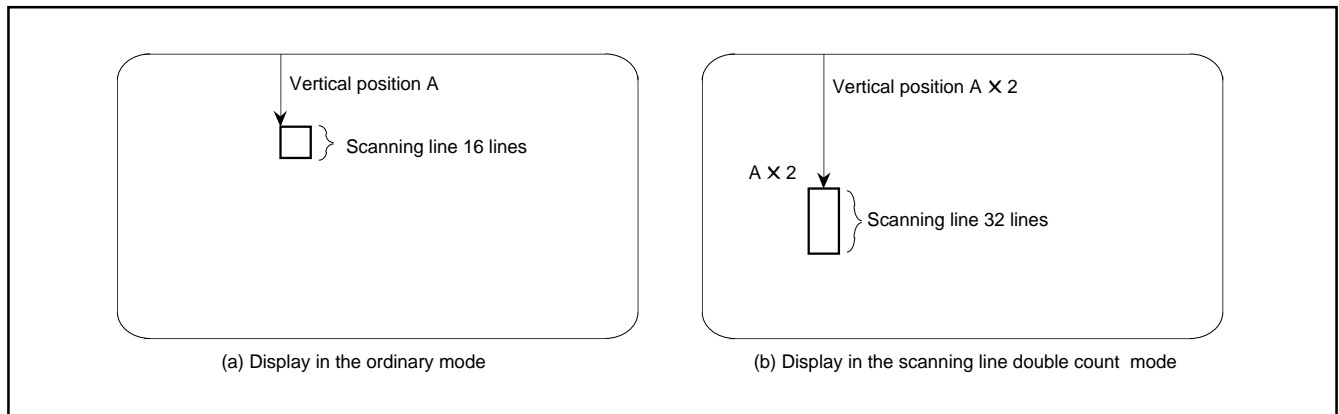 Vertical position A
Scanning line 16 lines
(a) Display in the ordinary mode
Vertical position A X 2
A X 2
Scanning line 32 lines
(b) Display in the scanning line double count mode